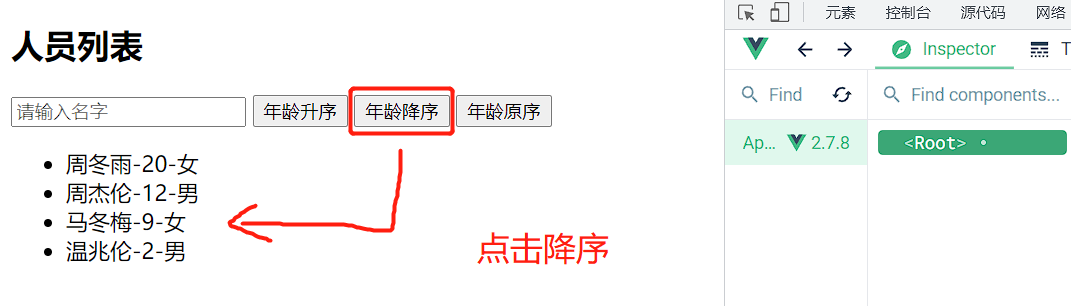 人员列表
请输入名字 年龄升序 年龄降序 年龄原序
周冬雨-20-女
周杰伦-12-男
马冬梅-9-女
温兆伦-2-男
点击降序
元素 控制台 源代码 网络
Inspector T
Find Find components...
Ap... 2.7.8 <Root>